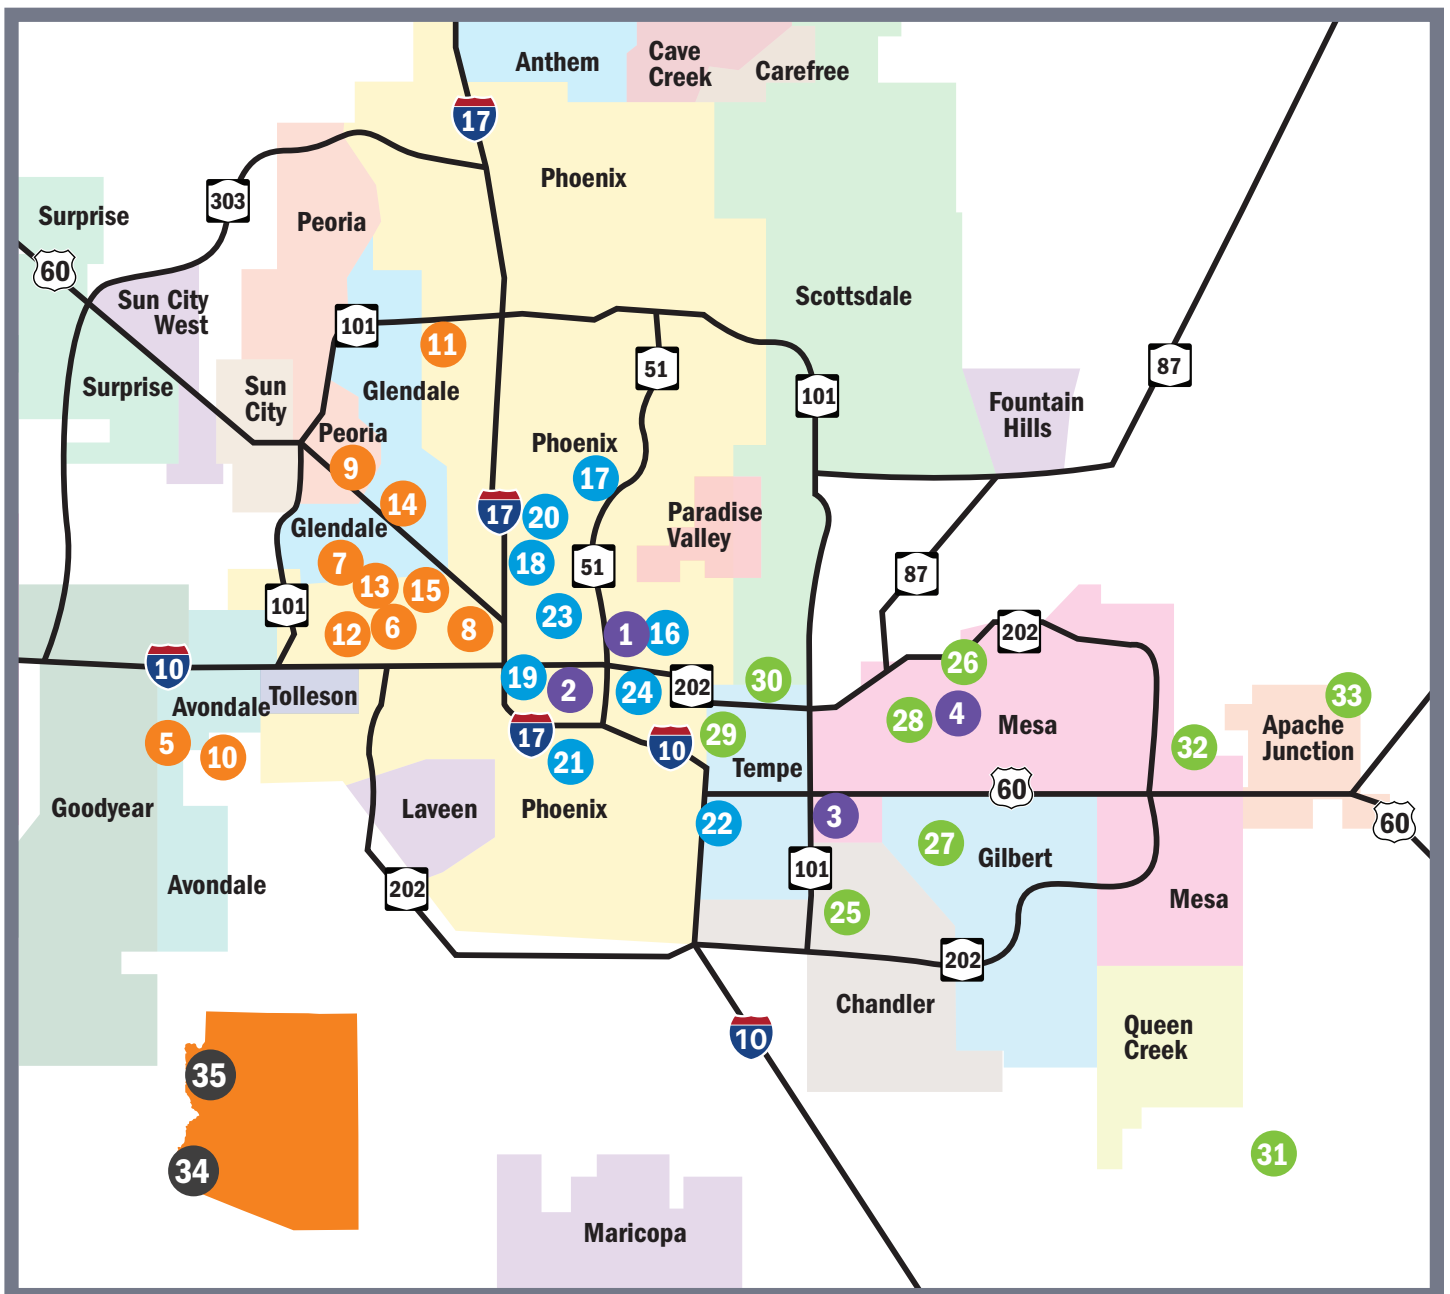 Anthem
Cave
Creek
Carefree
17
Phoenix
303
Surprise
Peoria
60
Sun City
West
Scottsdale
101
11
51
87
Surprise
Sun
City
Glendale
101
Fountain
Hills
Peoria
Phoenix
9
17
14
17
20
Paradise
Valley
Glendale
7
18
51
87
13
15
101
23
12
6
8
1
16
202
10
26
19
2
24
202
30
33
Tolleson
Avondale
28
4
Mesa
Apache
Junction
5
10
17
10
29
32
21
Tempe
60
Goodyear
Laveen
Phoenix
22
3
60
27
Gilbert
101
Avondale
202
25
Mesa
202
Chandler
Queen
Creek
10
35
31
34
Maricopa